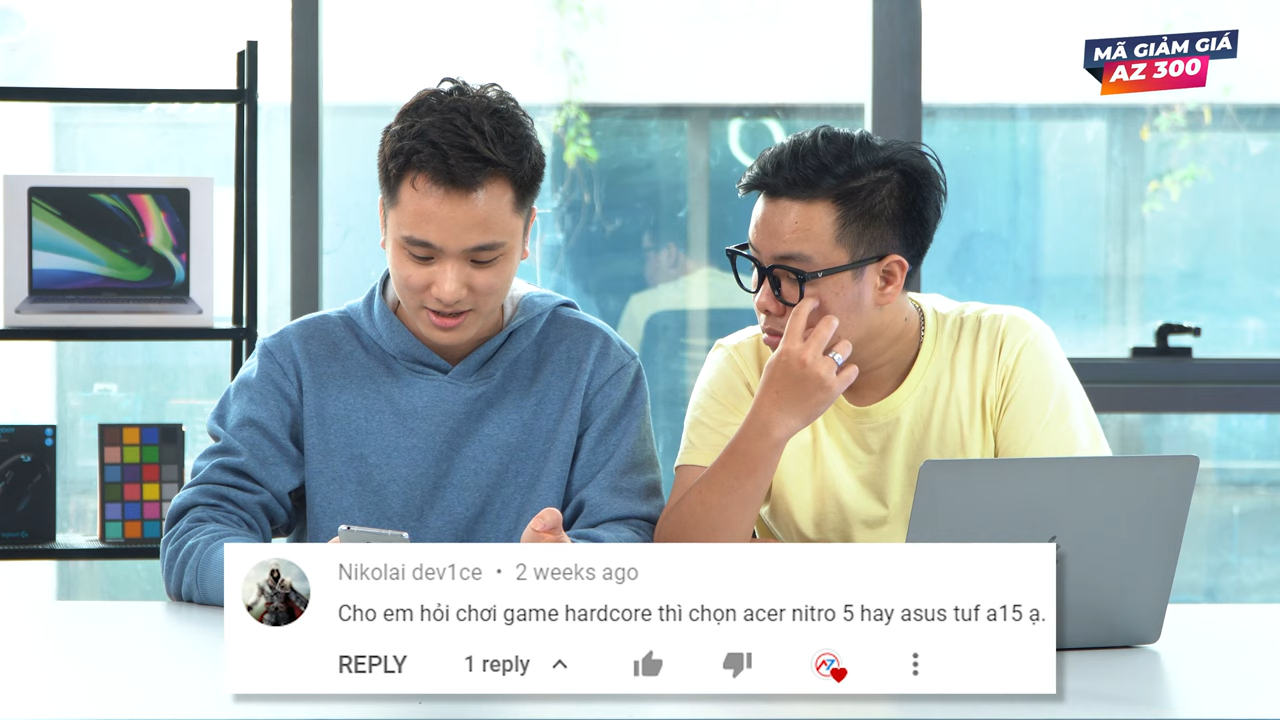 MÃ GIẢM GIÁ
AZ 300
Nikolai dev1ce • 2 weeks ago
Cho em hỏi chơi game hardcore thì chọn acer nitro 5 hay asus tuf a15 ạ.
REPLY 1 reply